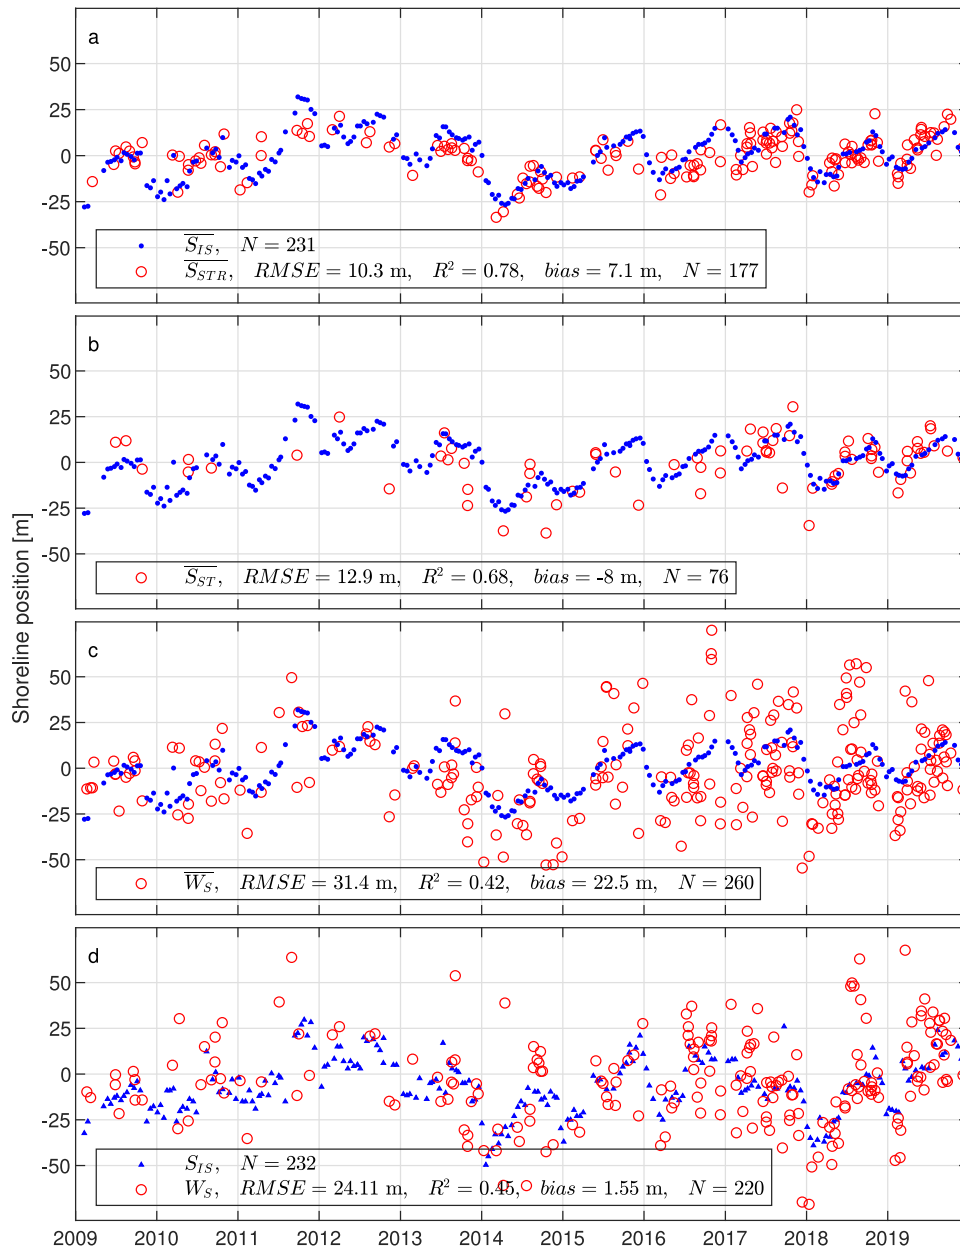 a
50
25
0
-25
-50
S_IS, N = 231
S_STR, RMSE = 10.3 m, R² = 0.78, bias = 7.1 m, N = 177
b
50
25
0
-25
-50
S_ST, RMSE = 12.9 m, R² = 0.68, bias = -8 m, N = 76
Shoreline position [m]
c
50
25
0
-25
-50
W_S, RMSE = 31.4 m, R² = 0.42, bias = 22.5 m, N = 260
d
50
25
0
-25
-50
S_IS N = 232
W_S RMSE = 24.11 m, R² = 0.45, bias = 1.55 m, N = 220
2009 2010 2011 2012 2013 2014 2015 2016 2017 2018 2019